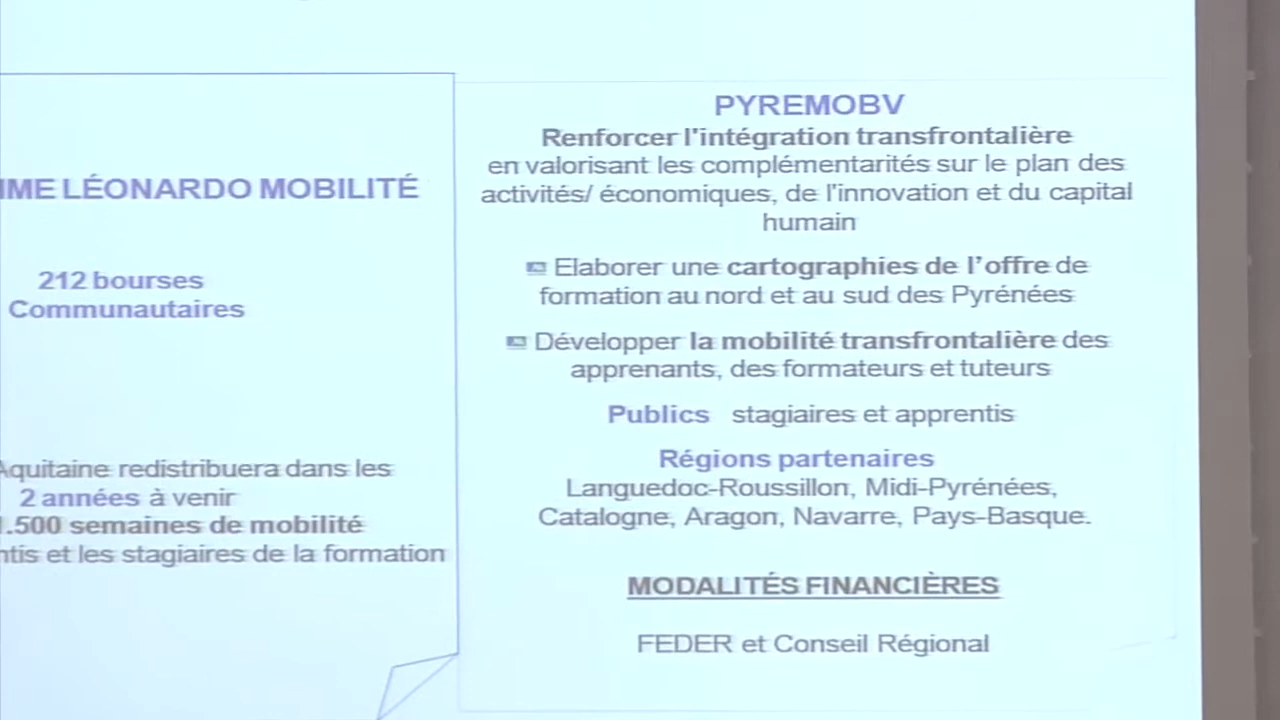 LÉONARDO MOBILITÉ
212 bourses
Communautaires
Aquitaine redistribuera dans les
2 années à venir
.500 semaines de mobilité
et les stagiaires de la formation
PYREMOBV
Renforcer l'intégration transfrontalière
en valorisant les complémentarités sur le plan des
activités/ économiques, de l'innovation et du capital
humain
Elaborer une cartographies de l'offre de
formation au nord et au sud des Pyrénées
Développer la mobilité transfrontalière des
apprenants, des formateurs et tuteurs
Publics stagiaires et apprentis
Régions partenaires
Languedoc-Roussillon, Midi-Pyrénées,
Catalogne, Aragon, Navarre, Pays-Basque.
MODALITÉS FINANCIÈRES
FEDER et Conseil Régional